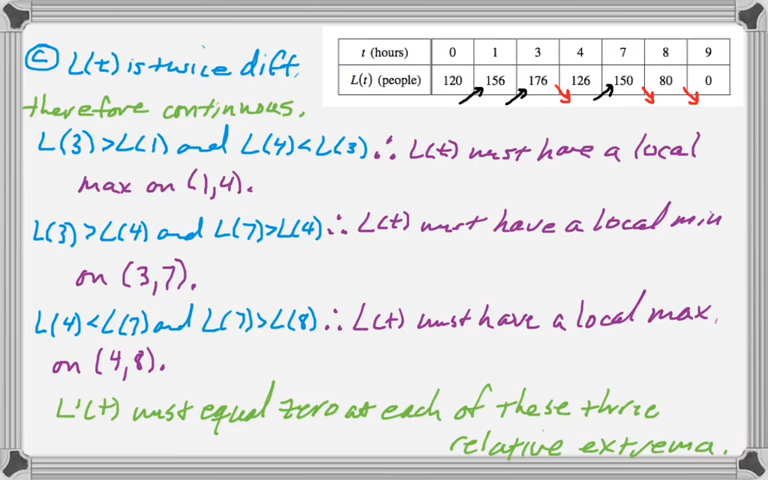 t (hours) 0 1 3 4 7 8 9
L(t) (people) 120 156 176 126 150 80 0
Ⓒ L(t) is twice diff.
therefore continuous.
L(3)>L(1) and L(4)<L(3) ∴ L(t) must have a local
max on (1,4).
L(3)>L(4) and L(7)>L(4) ∴ L(t) must have a local min
on (3,7).
L(4)<L(7) and L(7)>L(8) ∴ L(t) must have a local max.
on (4,8).
L'(t) must equal zero at each of these three
relative extrema.